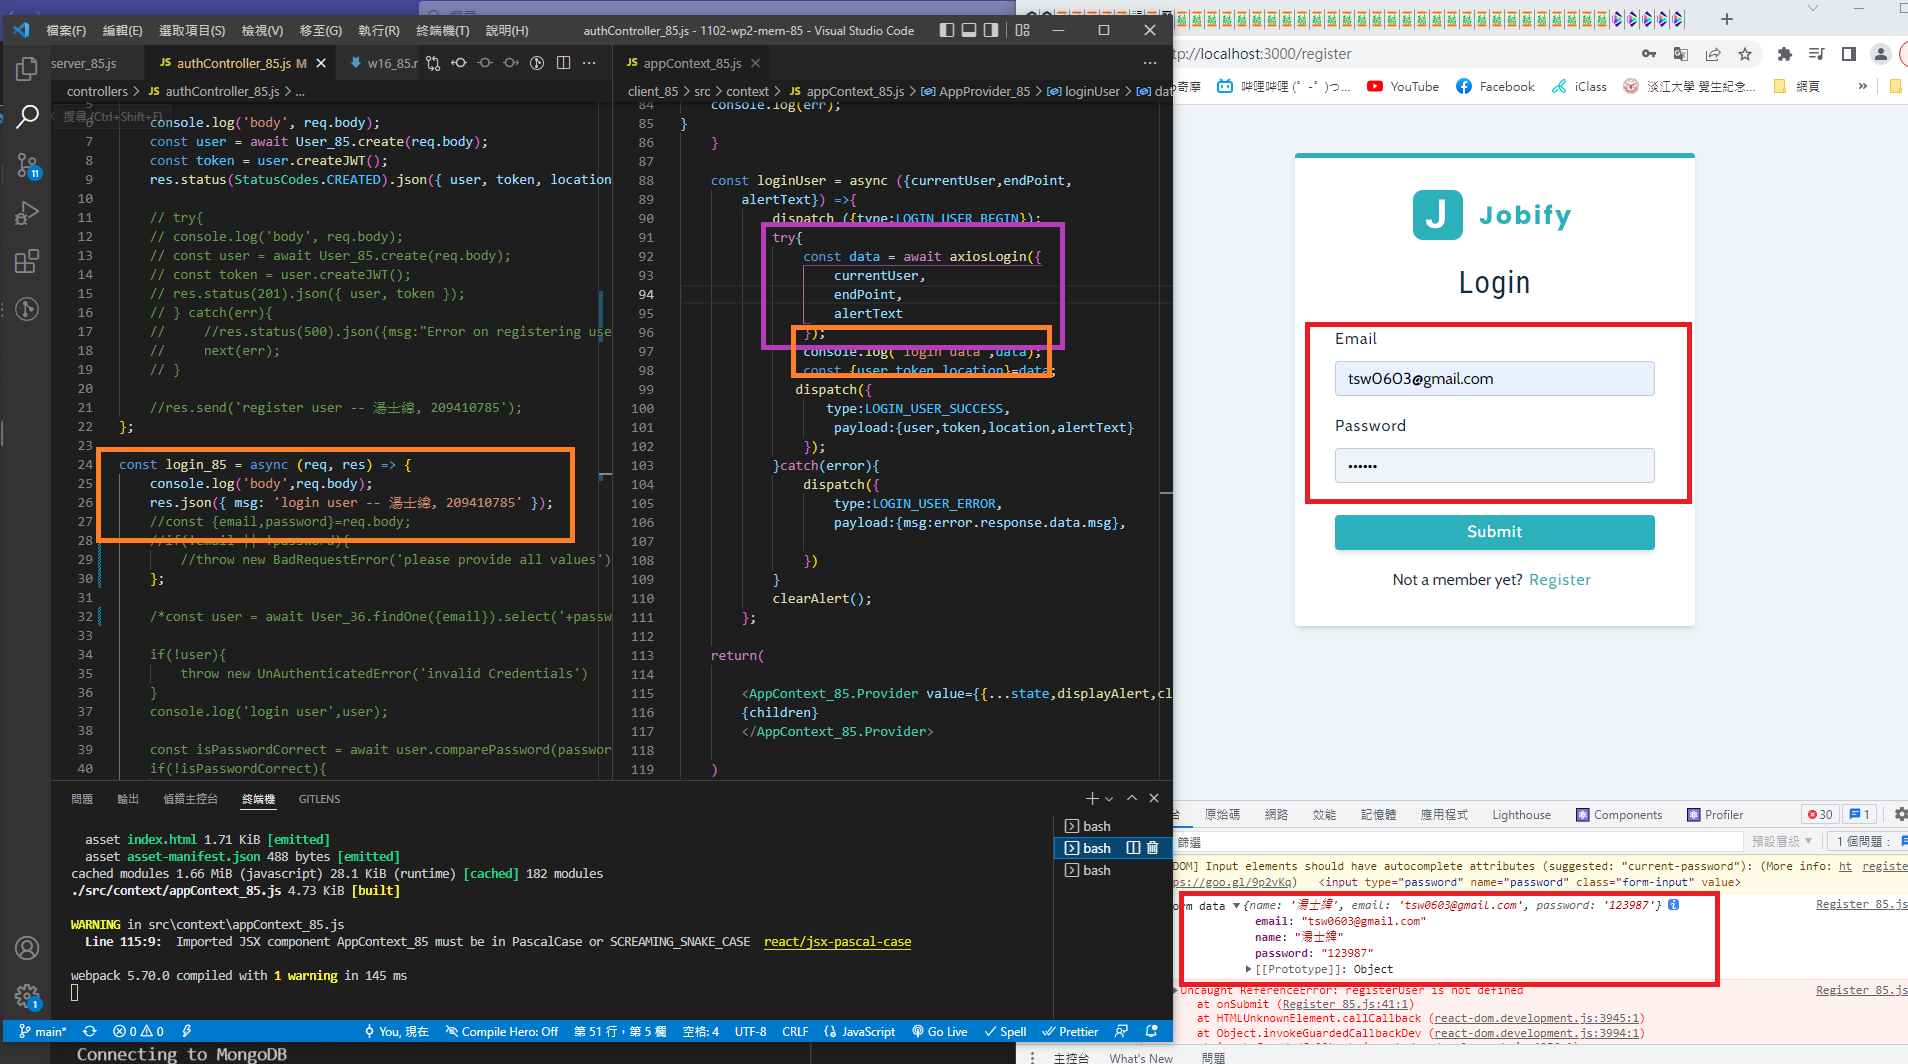 檔案(F) 編輯(E) 選取項目(S) 檢視(V) 移至(G) 執行(R) 終端機(T) 說明(H) authController_85.js - 1102-wp2-mern-85 - Visual Studio Code
server_85.js JS authController_85.js M w16_85.r
controllers > JS authController_85.js > ...
搜尋 (Ctrl+Shift+F)
6 console.log('body', req.body);
7 const user = await User_85.create(req.body);
8 const token = user.createJWT();
9 res.status(StatusCodes.CREATED).json({ user, token, location
10
11 // try{
12 // console.log('body', req.body);
13 // const user = await User_85.create(req.body);
14 // const token = user.createJWT();
15 // res.status(201).json({ user, token });
16 // } catch(err){
17 // //res.status(500).json({msg:"Error on registering use
18 // next(err);
19 // }
20
21 //res.send('register user -- 湯士緯, 209410785');
22 };
23
24 const login_85 = async (req, res) => {
25 console.log('body',req.body);
26 res.json({ msg: 'login user -- 湯士緯, 209410785' });
27 //const {email,password}=req.body;
28 //if(!email || !password){
29 //throw new BadRequestError('please provide all values')
30 };
31
32 /*const user = await User_36.findOne({email}).select('+passw
33
34 if(!user){
35 throw new UnAuthenticatedError('invalid Credentials')
36 }
37 console.log('login user',user);
38
39 const isPasswordCorrect = await user.comparePassword(passwor
40 if(!isPasswordCorrect){
JS appContext_85.js
client_85 > src > context > JS appContext_85.js > AppProvider_85 > loginUser > dat
84 console.log(err);
85 }
86 }
87
88 const loginUser = async ({currentUser,endPoint,
89 alertText}) =>{
90 dispatch ({type:LOGIN_USER_BEGIN});
91 try{
92 const data = await axiosLogin({
93 currentUser,
94 endPoint,
95 alertText
96 });
97 console.log( login data ,data);
98 const {user,token,location}=data;
99 dispatch({
100 type:LOGIN_USER_SUCCESS,
101 payload:{user,token,location,alertText}
102 });
103 }catch(error){
104 dispatch({
105 type:LOGIN_USER_ERROR,
106 payload:{msg:error.response.data.msg},
107
108 })
109 }
110 clearAlert();
111 };
112
113 return(
114
115 <AppContext_85.Provider value={{...state,displayAlert,cl
116 {children}
117 </AppContext_85.Provider>
118
119 )
問題 輸出 偵錯主控台 終端機 GITLENS
asset index.html 1.71 KiB [emitted]
asset asset-manifest.json 488 bytes [emitted]
cached modules 1.66 MiB (javascript) 28.1 KiB (runtime) [cached] 182 modules
./src/context/appContext_85.js 4.73 KiB [built]
WARNING in src\context\appContext_85.js
Line 115:9: Imported JSX component AppContext_85 must be in PascalCase or SCREAMING_SNAKE_CASE react/jsx-pascal-case
webpack 5.70.0 compiled with 1 warning in 145 ms
bash
bash
bash
11
1
main* 0 0 You, 現在 Compile Hero: Off 第 51 行，第 5 欄 空格: 4 UTF-8 CRLF JavaScript Go Live Spell Prettier
Connecting to MongoDB
tp://localhost:3000/register
奇摩 嗶哩嗶哩 (゜-゜)つ... YouTube Facebook iClass 淡江大學 覺生紀念... 網頁 »
J Jobify
Login
Email
tsw0603@gmail.com
Password
••••••
Submit
Not a member yet? Register
台 原始碼 網路 效能 記憶體 應用程式 Lighthouse Components Profiler 30 1
篩選 預設層級 ▼ 1 個問題：
DOM] Input elements should have autocomplete attributes (suggested: "current-password"): (More info: ht registe
ps://goo.gl/9p2vKq) <input type="password" name="password" class="form-input" value>
orm data ▼{name: '湯士緯', email: 'tsw0603@gmail.com', password: '123987'} Register_85.js
email: "tsw0603@gmail.com"
name: "湯士緯"
password: "123987"
▶[[Prototype]]: Object
▶Uncaught ReferenceError: registerUser is not defined Register_85.js
at onSubmit (Register_85.js:41:1)
at HTMLUnknownElement.callCallback (react-dom.development.js:3945:1)
at Object.invokeGuardedCallbackDev (react-dom.development.js:3994:1)
主控台 What's New 問題